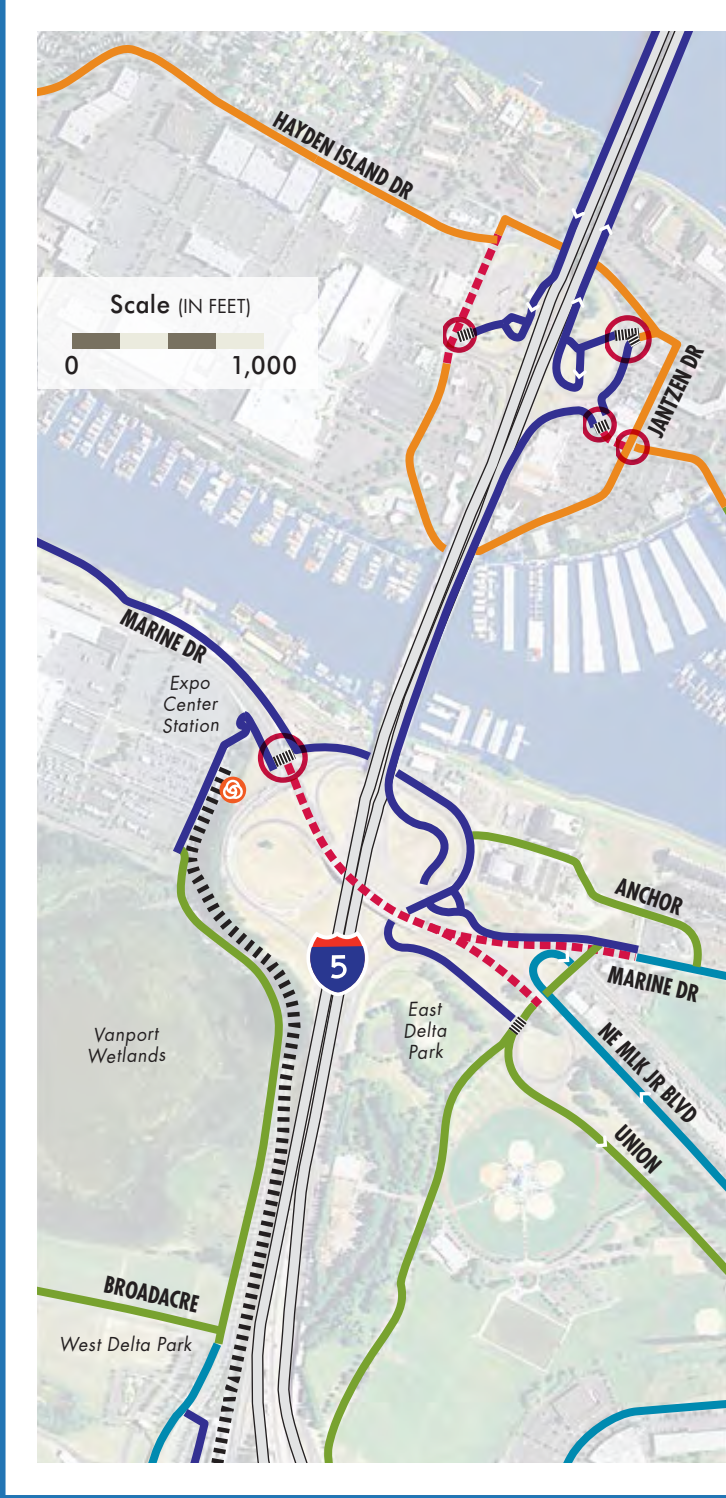 HAYDEN ISLAND DR
Scale (IN FEET)
0 1,000
JANTZEN DR
MARINE DR
Expo
Center
Station
ANCHOR
5
MARINE DR
East
Delta
Park
Vanport
Wetlands
NE MLK JR BLVD
UNION
BROADACRE
West Delta Park